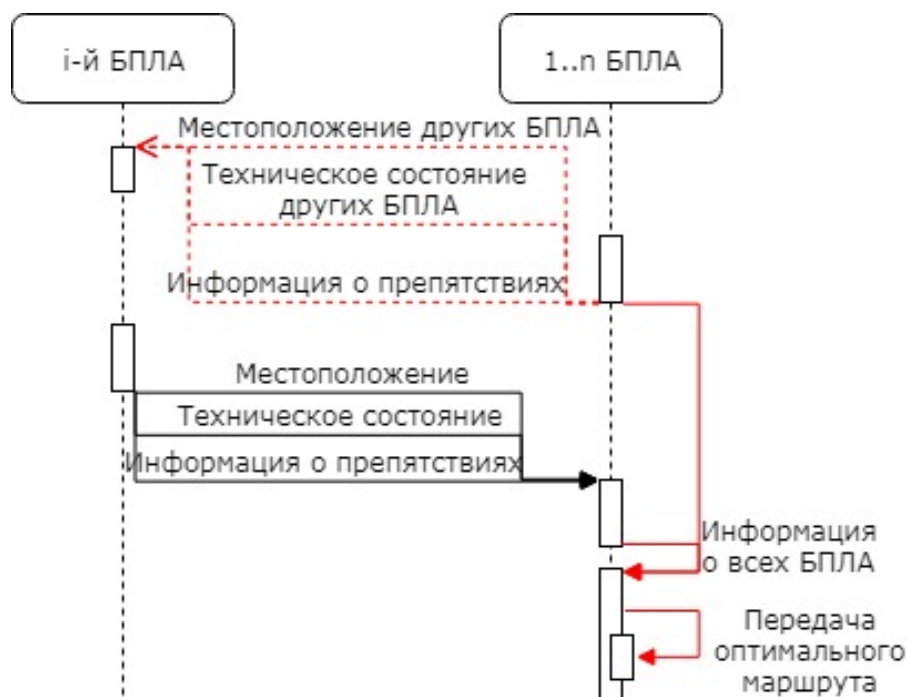 i-й БПЛА
1..n БПЛА
Местоположение других БПЛА
Техническое состояние
других БПЛА
Информация о препятствиях
Местоположение
Техническое состояние
Информация о препятствиях
Информация
о всех БПЛА
Передача
оптимального
маршрута